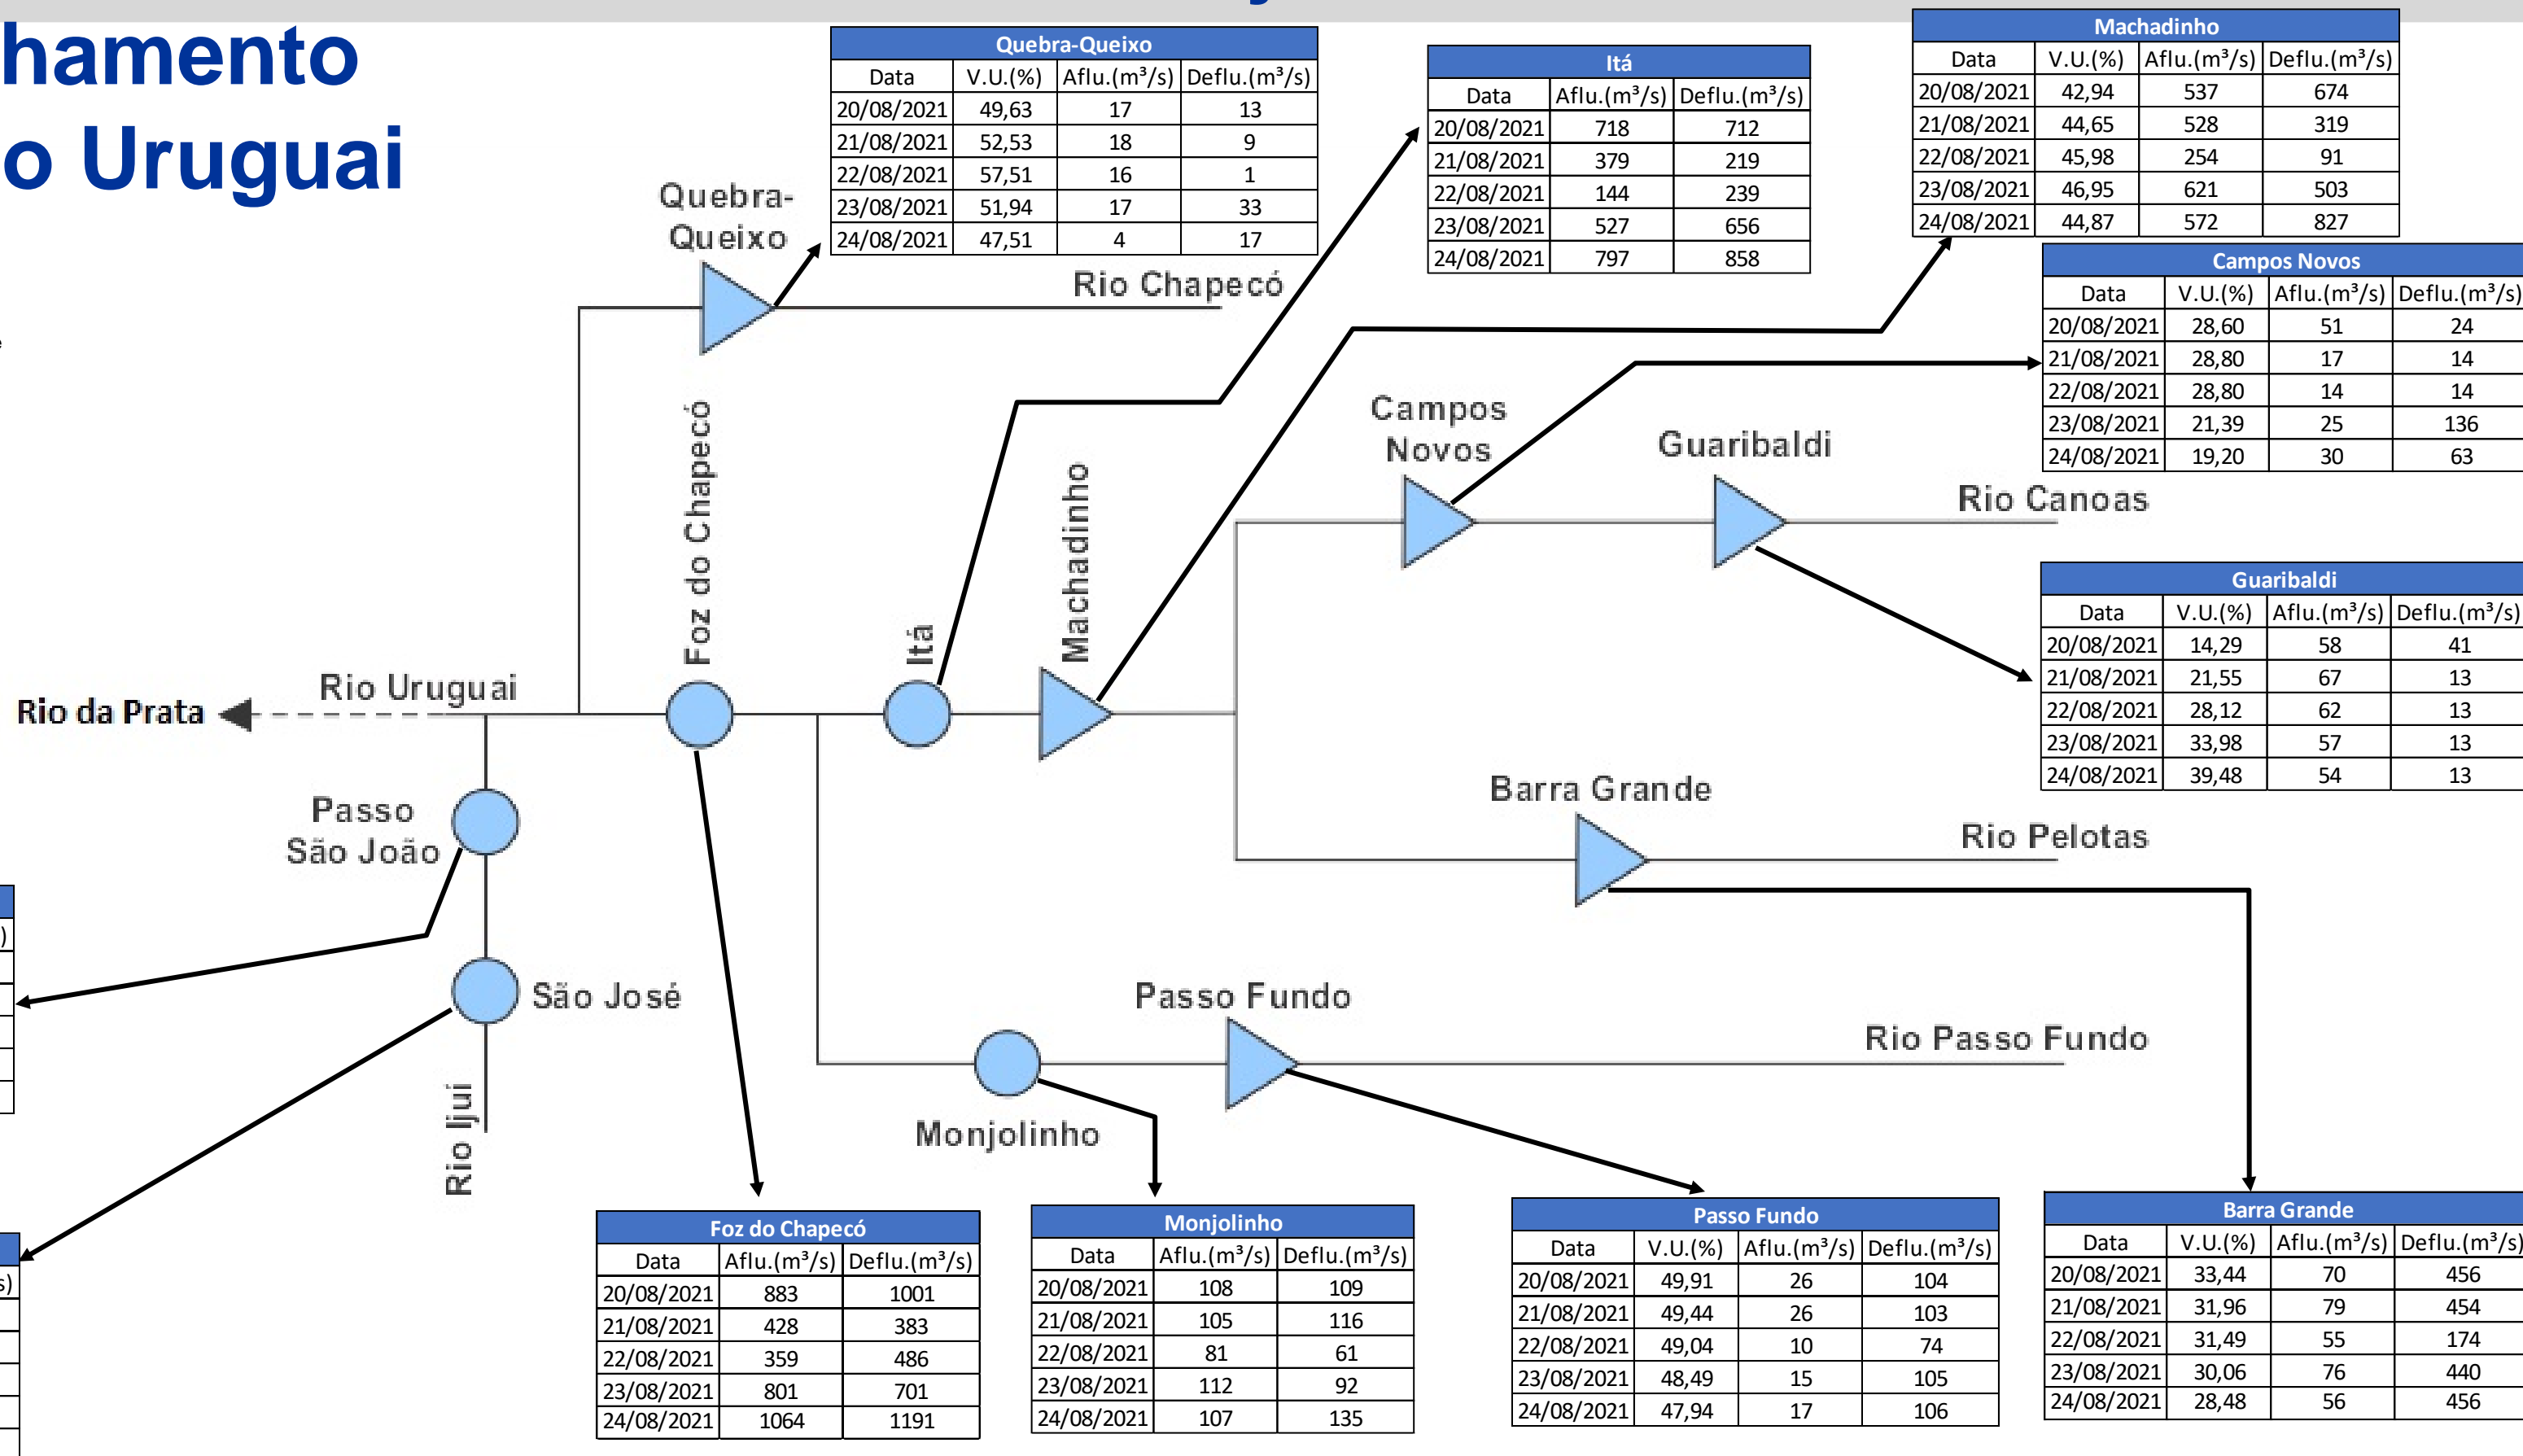 hamento
o Uruguai
Quebra-Queixo
Data V.U.(%) Aflu.(m³/s) Deflu.(m³/s)
20/08/2021 49,63 17 13
21/08/2021 52,53 18 9
22/08/2021 57,51 16 1
23/08/2021 51,94 17 33
24/08/2021 47,51 4 17
Itá
Data Aflu.(m³/s) Deflu.(m³/s)
20/08/2021 718 712
21/08/2021 379 219
22/08/2021 144 239
23/08/2021 527 656
24/08/2021 797 858
Machadinho
Data V.U.(%) Aflu.(m³/s) Deflu.(m³/s)
20/08/2021 42,94 537 674
21/08/2021 44,65 528 319
22/08/2021 45,98 254 91
23/08/2021 46,95 621 503
24/08/2021 44,87 572 827
Campos Novos
Data V.U.(%) Aflu.(m³/s) Deflu.(m³/s)
20/08/2021 28,60 51 24
21/08/2021 28,80 17 14
22/08/2021 28,80 14 14
23/08/2021 21,39 25 136
24/08/2021 19,20 30 63
Quebra-
Queixo
Rio Chapecó
Foz do Chapecó
Itá
Machadinho
Campos
Novos
Guaribaldi
Rio Canoas
Guaribaldi
Data V.U.(%) Aflu.(m³/s) Deflu.(m³/s)
20/08/2021 14,29 58 41
21/08/2021 21,55 67 13
22/08/2021 28,12 62 13
23/08/2021 33,98 57 13
24/08/2021 39,48 54 13
Rio Uruguai
Rio da Prata
Barra Grande
Rio Pelotas
Passo
São João
São José
Rio Ijuí
Passo Fundo
Rio Passo Fundo
Monjolinho
)
s)
Foz do Chapecó
Data Aflu.(m³/s) Deflu.(m³/s)
20/08/2021 883 1001
21/08/2021 428 383
22/08/2021 359 486
23/08/2021 801 701
24/08/2021 1064 1191
Monjolinho
Data Aflu.(m³/s) Deflu.(m³/s)
20/08/2021 108 109
21/08/2021 105 116
22/08/2021 81 61
23/08/2021 112 92
24/08/2021 107 135
Passo Fundo
Data V.U.(%) Aflu.(m³/s) Deflu.(m³/s)
20/08/2021 49,91 26 104
21/08/2021 49,44 26 103
22/08/2021 49,04 10 74
23/08/2021 48,49 15 105
24/08/2021 47,94 17 106
Barra Grande
Data V.U.(%) Aflu.(m³/s) Deflu.(m³/s)
20/08/2021 33,44 70 456
21/08/2021 31,96 79 454
22/08/2021 31,49 55 174
23/08/2021 30,06 76 440
24/08/2021 28,48 56 456